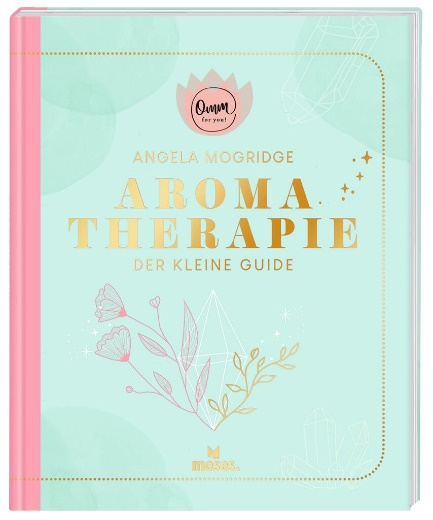 Omm
for you!
ANGELA MOGRIDGE
AROMA
THERAPIE
DER KLEINE GUIDE
moses.